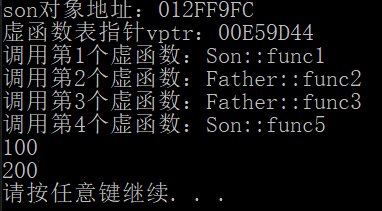 son对象地址：012FF9FC
虚函数表指针vptr：00E59D44
调用第1个虚函数：Son::func1
调用第2个虚函数：Father::func2
调用第3个虚函数：Father::func3
调用第4个虚函数：Son::func5
100
200
请按任意键继续. . .